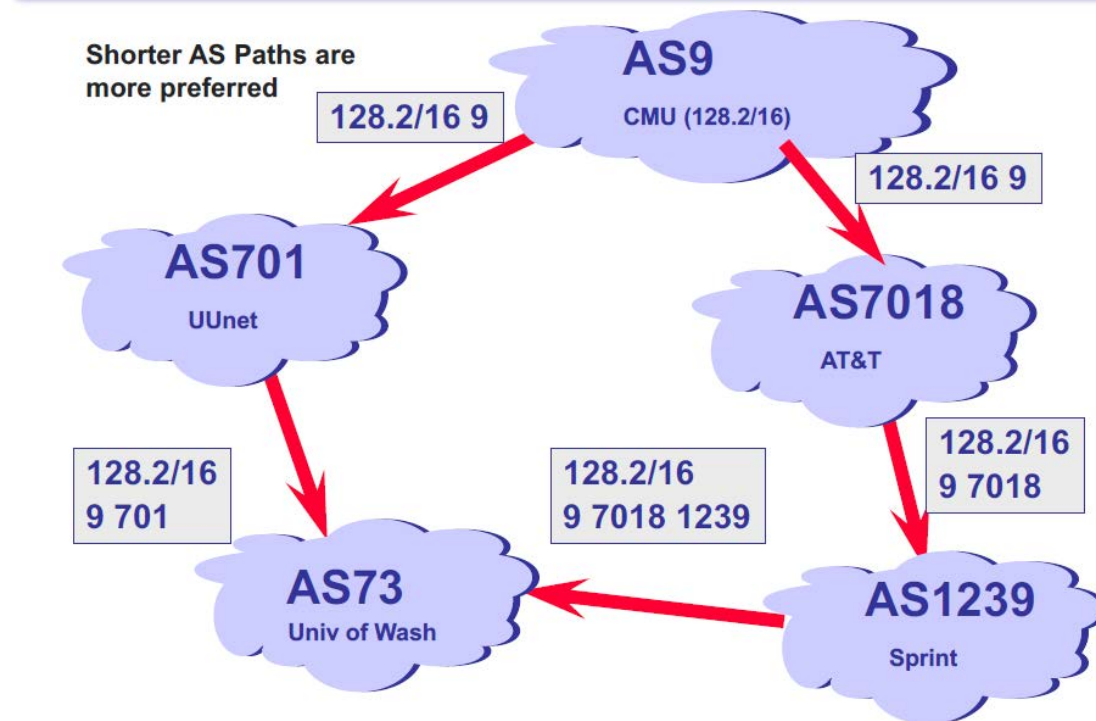 Shorter AS Paths are
more preferred
AS9
CMU (128.2/16)
128.2/16 9
128.2/16 9
AS701
UUnet
AS7018
AT&T
128.2/16
9 701
128.2/16
9 7018 1239
128.2/16
9 7018
AS73
Univ of Wash
AS1239
Sprint